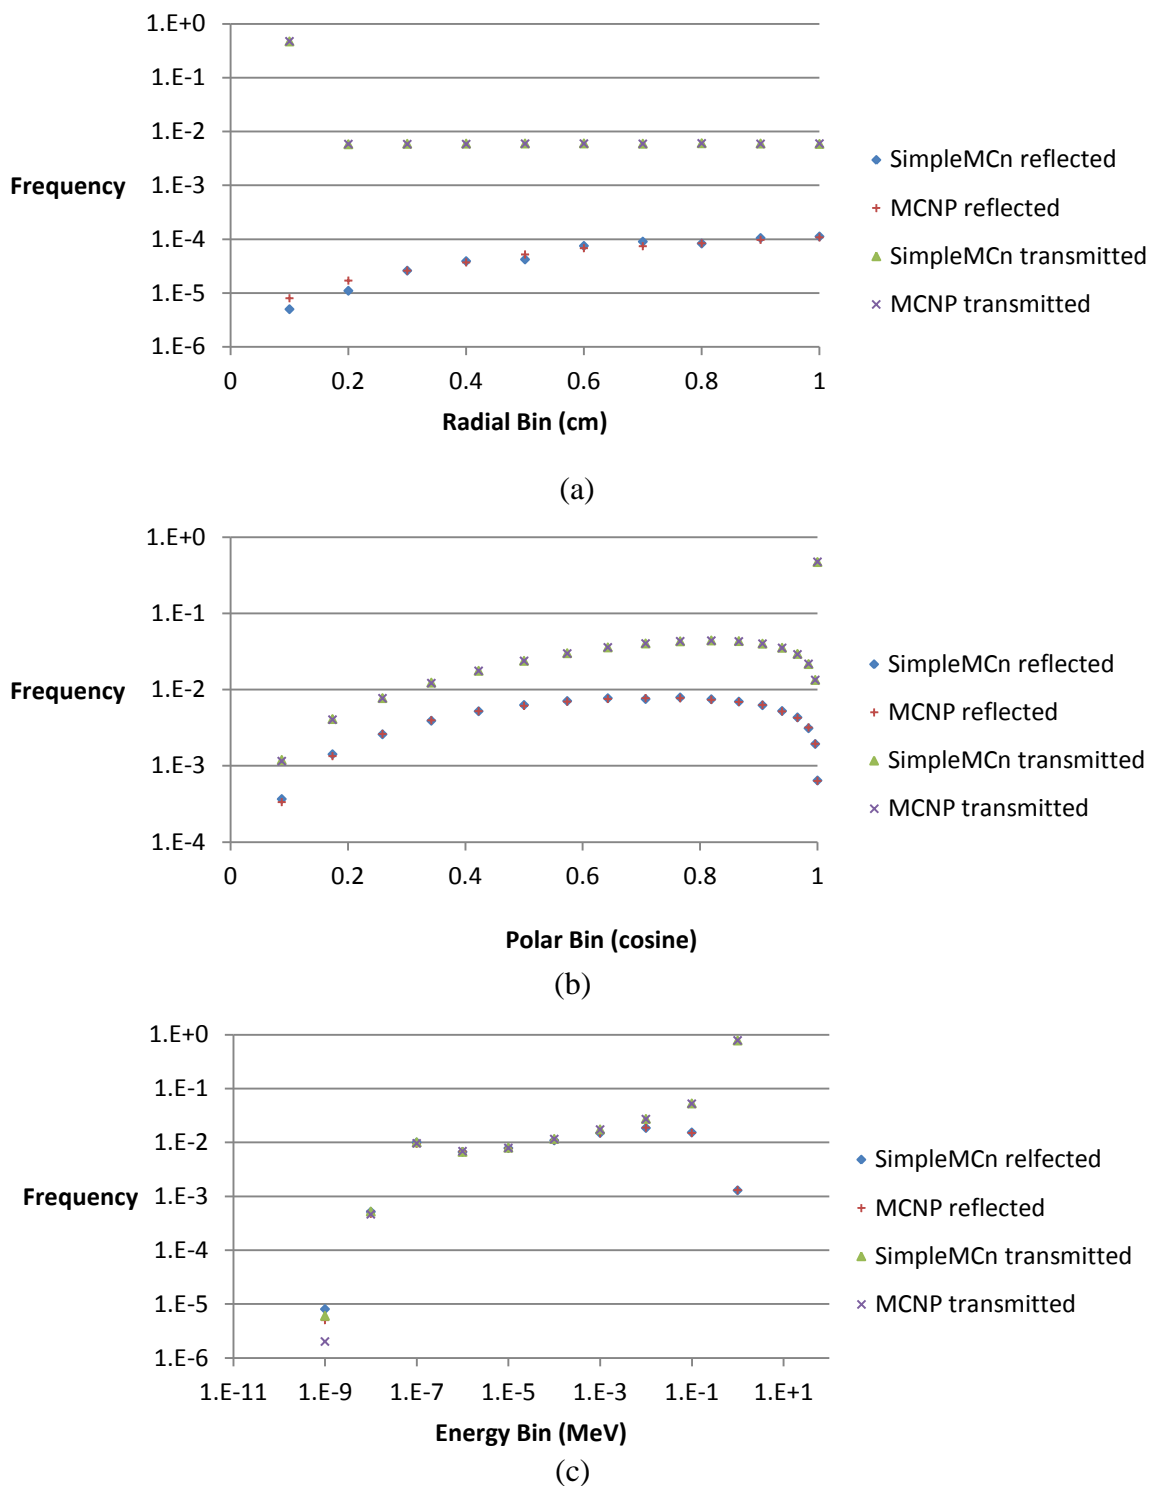 1.E+0
1.E-1
1.E-2
1.E-3
1.E-4
1.E-5
1.E-6
Frequency
0 0.2 0.4 0.6 0.8 1
Radial Bin (cm)
SimpleMCn reflected
MCNP reflected
SimpleMCn transmitted
MCNP transmitted
(a)
1.E+0
1.E-1
1.E-2
1.E-3
1.E-4
Frequency
0 0.2 0.4 0.6 0.8 1
Polar Bin (cosine)
SimpleMCn reflected
MCNP reflected
SimpleMCn transmitted
MCNP transmitted
(b)
1.E+0
1.E-1
1.E-2
1.E-3
1.E-4
1.E-5
1.E-6
Frequency
1.E-11 1.E-9 1.E-7 1.E-5 1.E-3 1.E-1 1.E+1
Energy Bin (MeV)
SimpleMCn relfected
MCNP reflected
SimpleMCn transmitted
MCNP transmitted
(c)